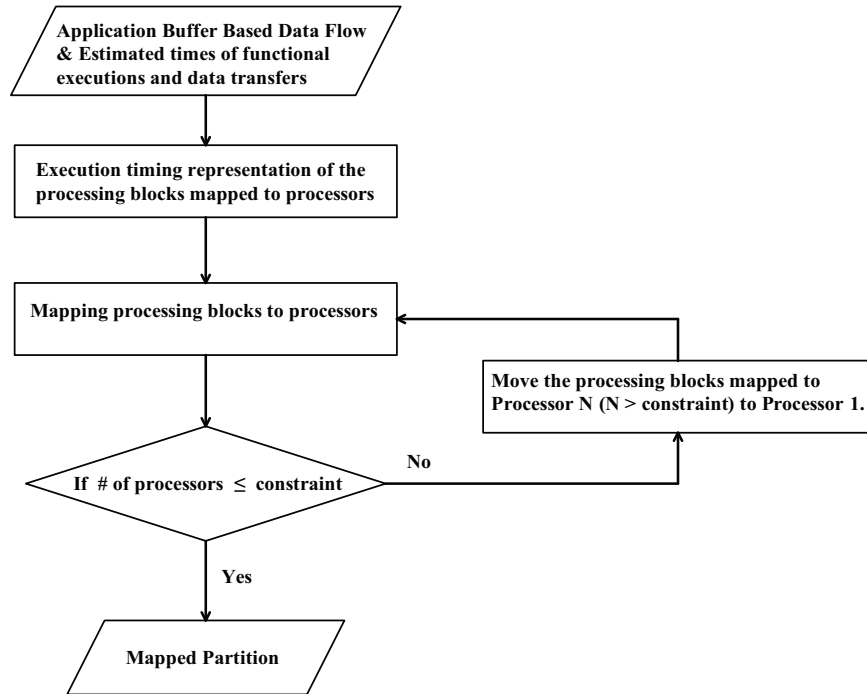 Application Buffer Based Data Flow
& Estimated times of functional
executions and data transfers
Execution timing representation of the
processing blocks mapped to processors
Mapping processing blocks to processors
Move the processing blocks mapped to
Processor N (N > constraint) to Processor 1.
If # of processors ≤ constraint
No
Yes
Mapped Partition